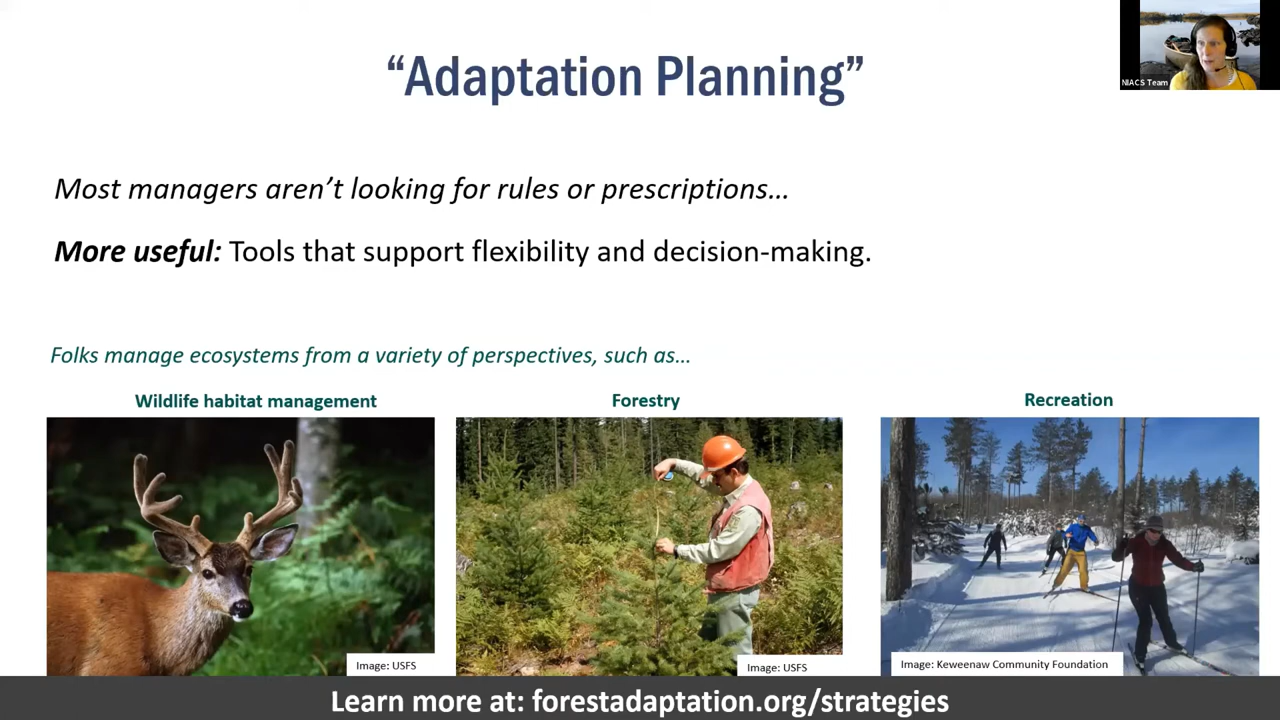 “Adaptation Planning”
NIACS Team
Most managers aren’t looking for rules or prescriptions…
More useful: Tools that support flexibility and decision-making.
Folks manage ecosystems from a variety of perspectives, such as…
Wildlife habitat management
Forestry
Recreation
Image: USFS
Image: USFS
Image: Keweenaw Community Foundation
Learn more at: forestadaptation.org/strategies